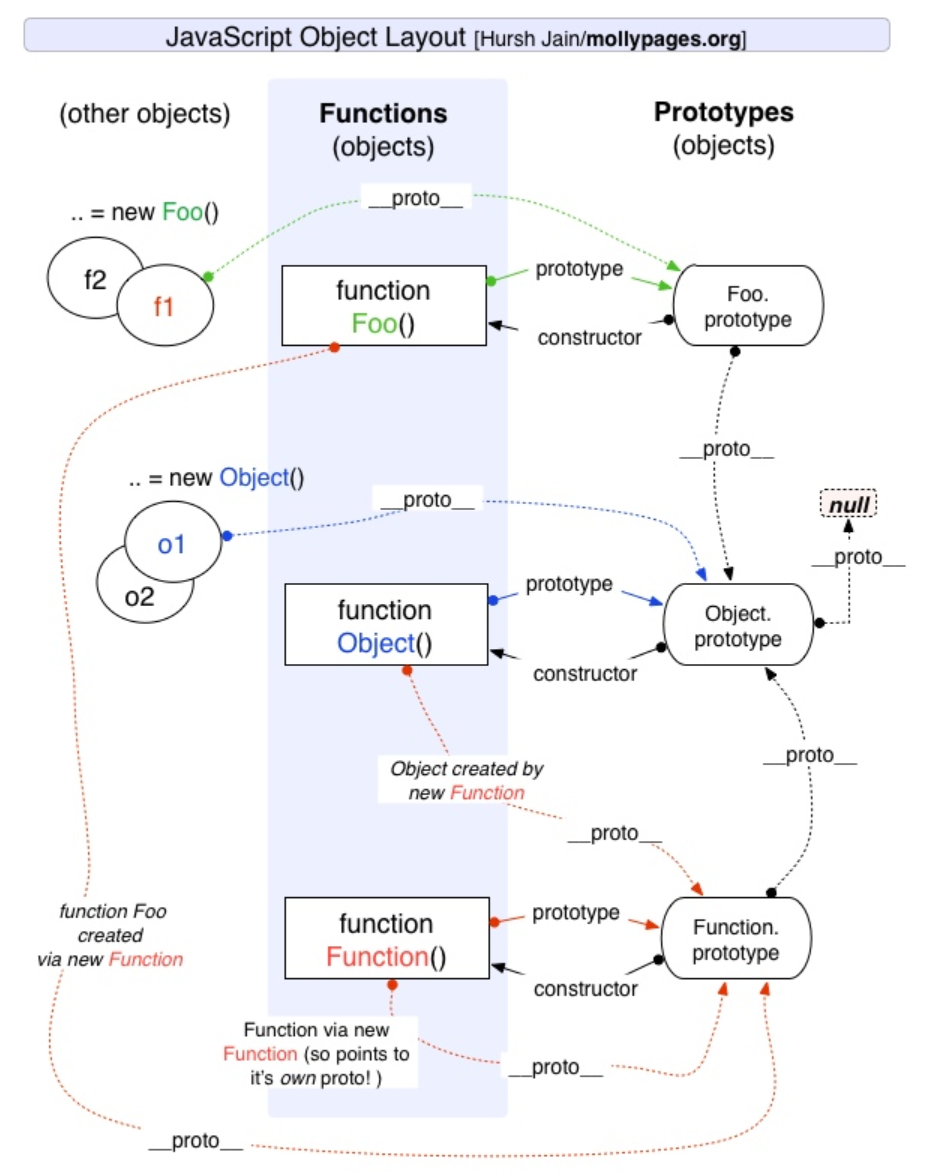 JavaScript Object Layout [Hursh Jain/mollypages.org]
(other objects)
Functions
(objects)
Prototypes
(objects)
__proto__
.. = new Foo()
f2
f1
function
Foo()
prototype
constructor
Foo.
prototype
__proto__
.. = new Object()
__proto__
null
__proto__
o1
o2
function
Object()
prototype
constructor
Object.
prototype
Object created by
new Function
__proto__
__proto__
function Foo
created
via new Function
function
Function()
prototype
constructor
Function.
prototype
Function via new
Function (so points to
it's own proto! )
__proto__
__proto__